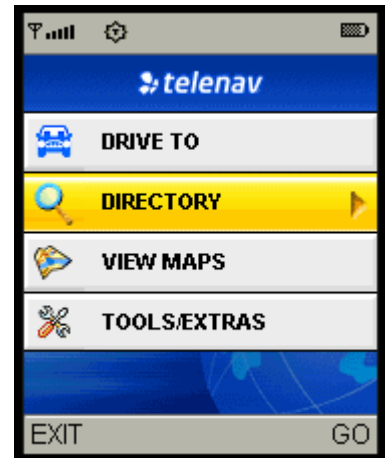 telenav
DRIVE TO
DIRECTORY
VIEW MAPS
TOOLS/EXTRAS
EXIT GO